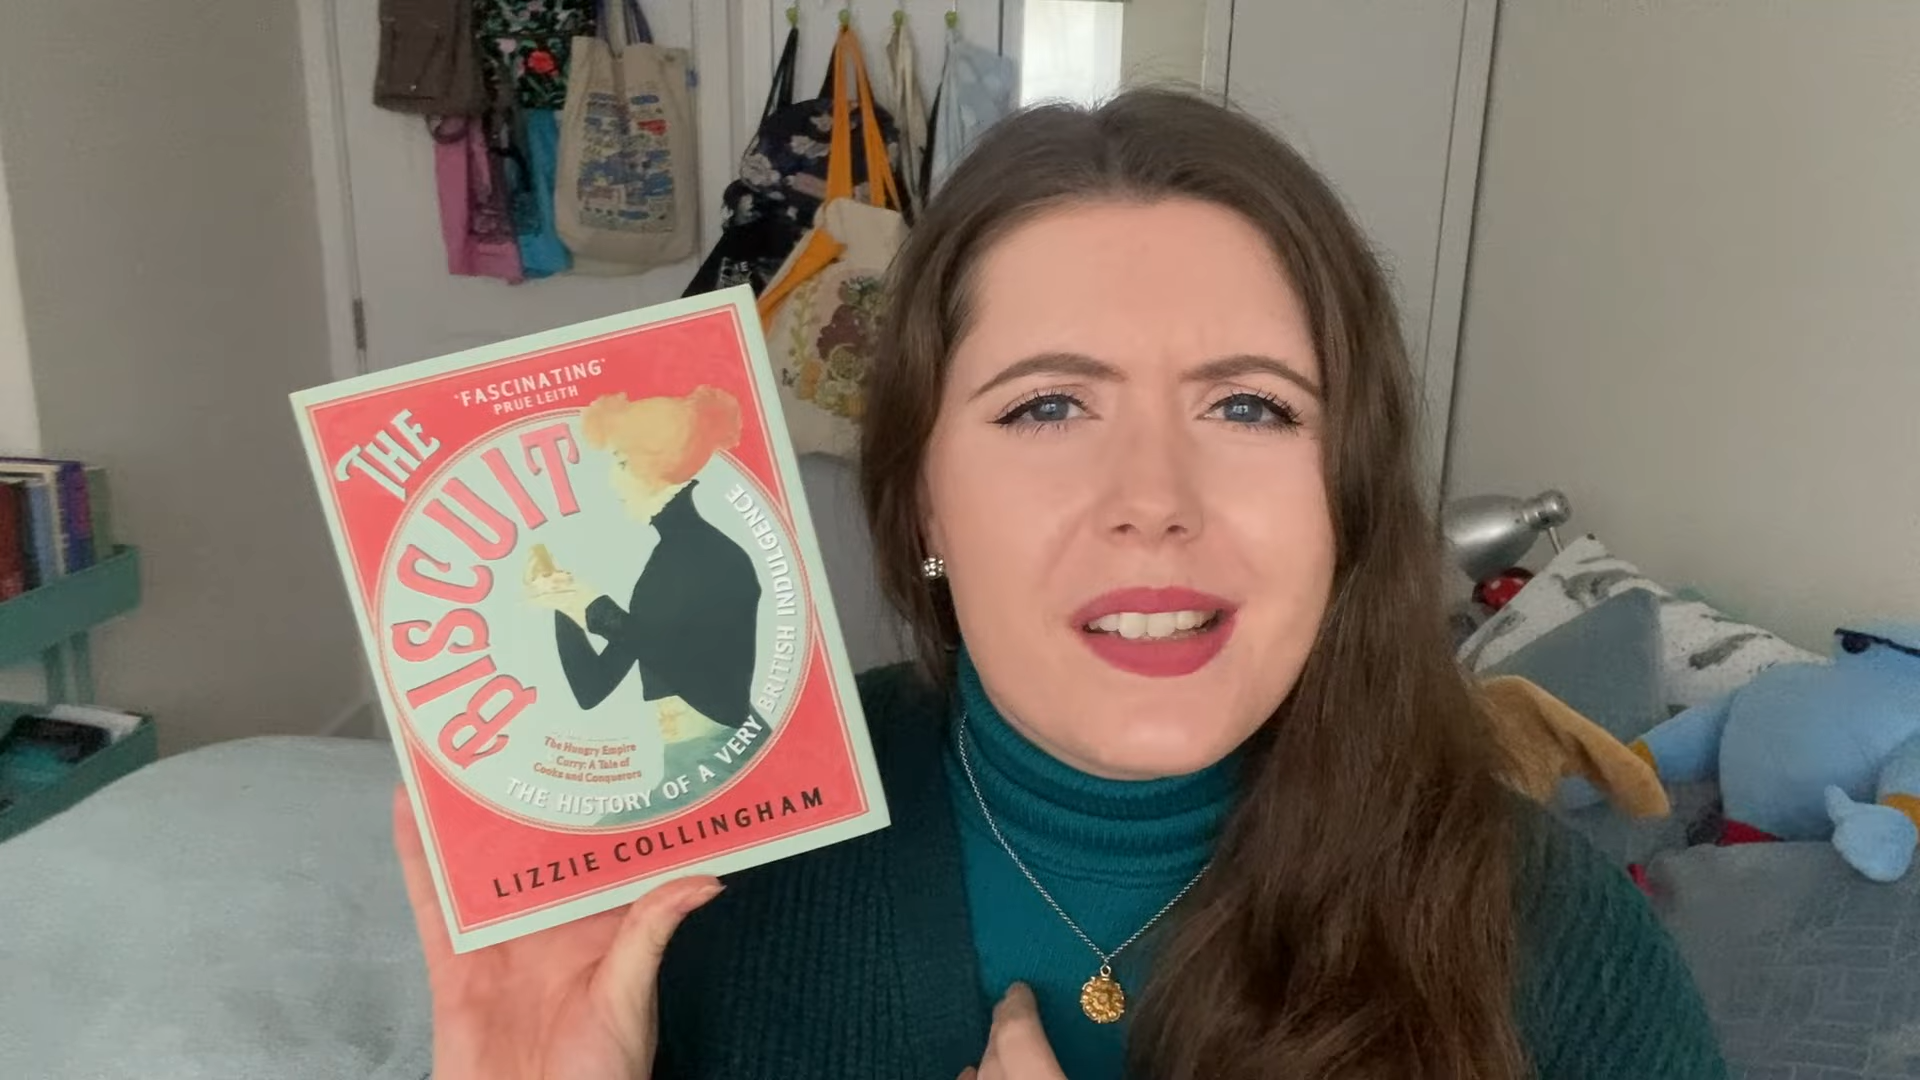 'FASCINATING'
PRUE LEITH
THE
BISCUIT
THE HISTORY OF A VERY BRITISH INDULGENCE
The Hungry Empire
Curry: A Tale of
Cooks and Conquerors
LIZZIE COLLINGHAM